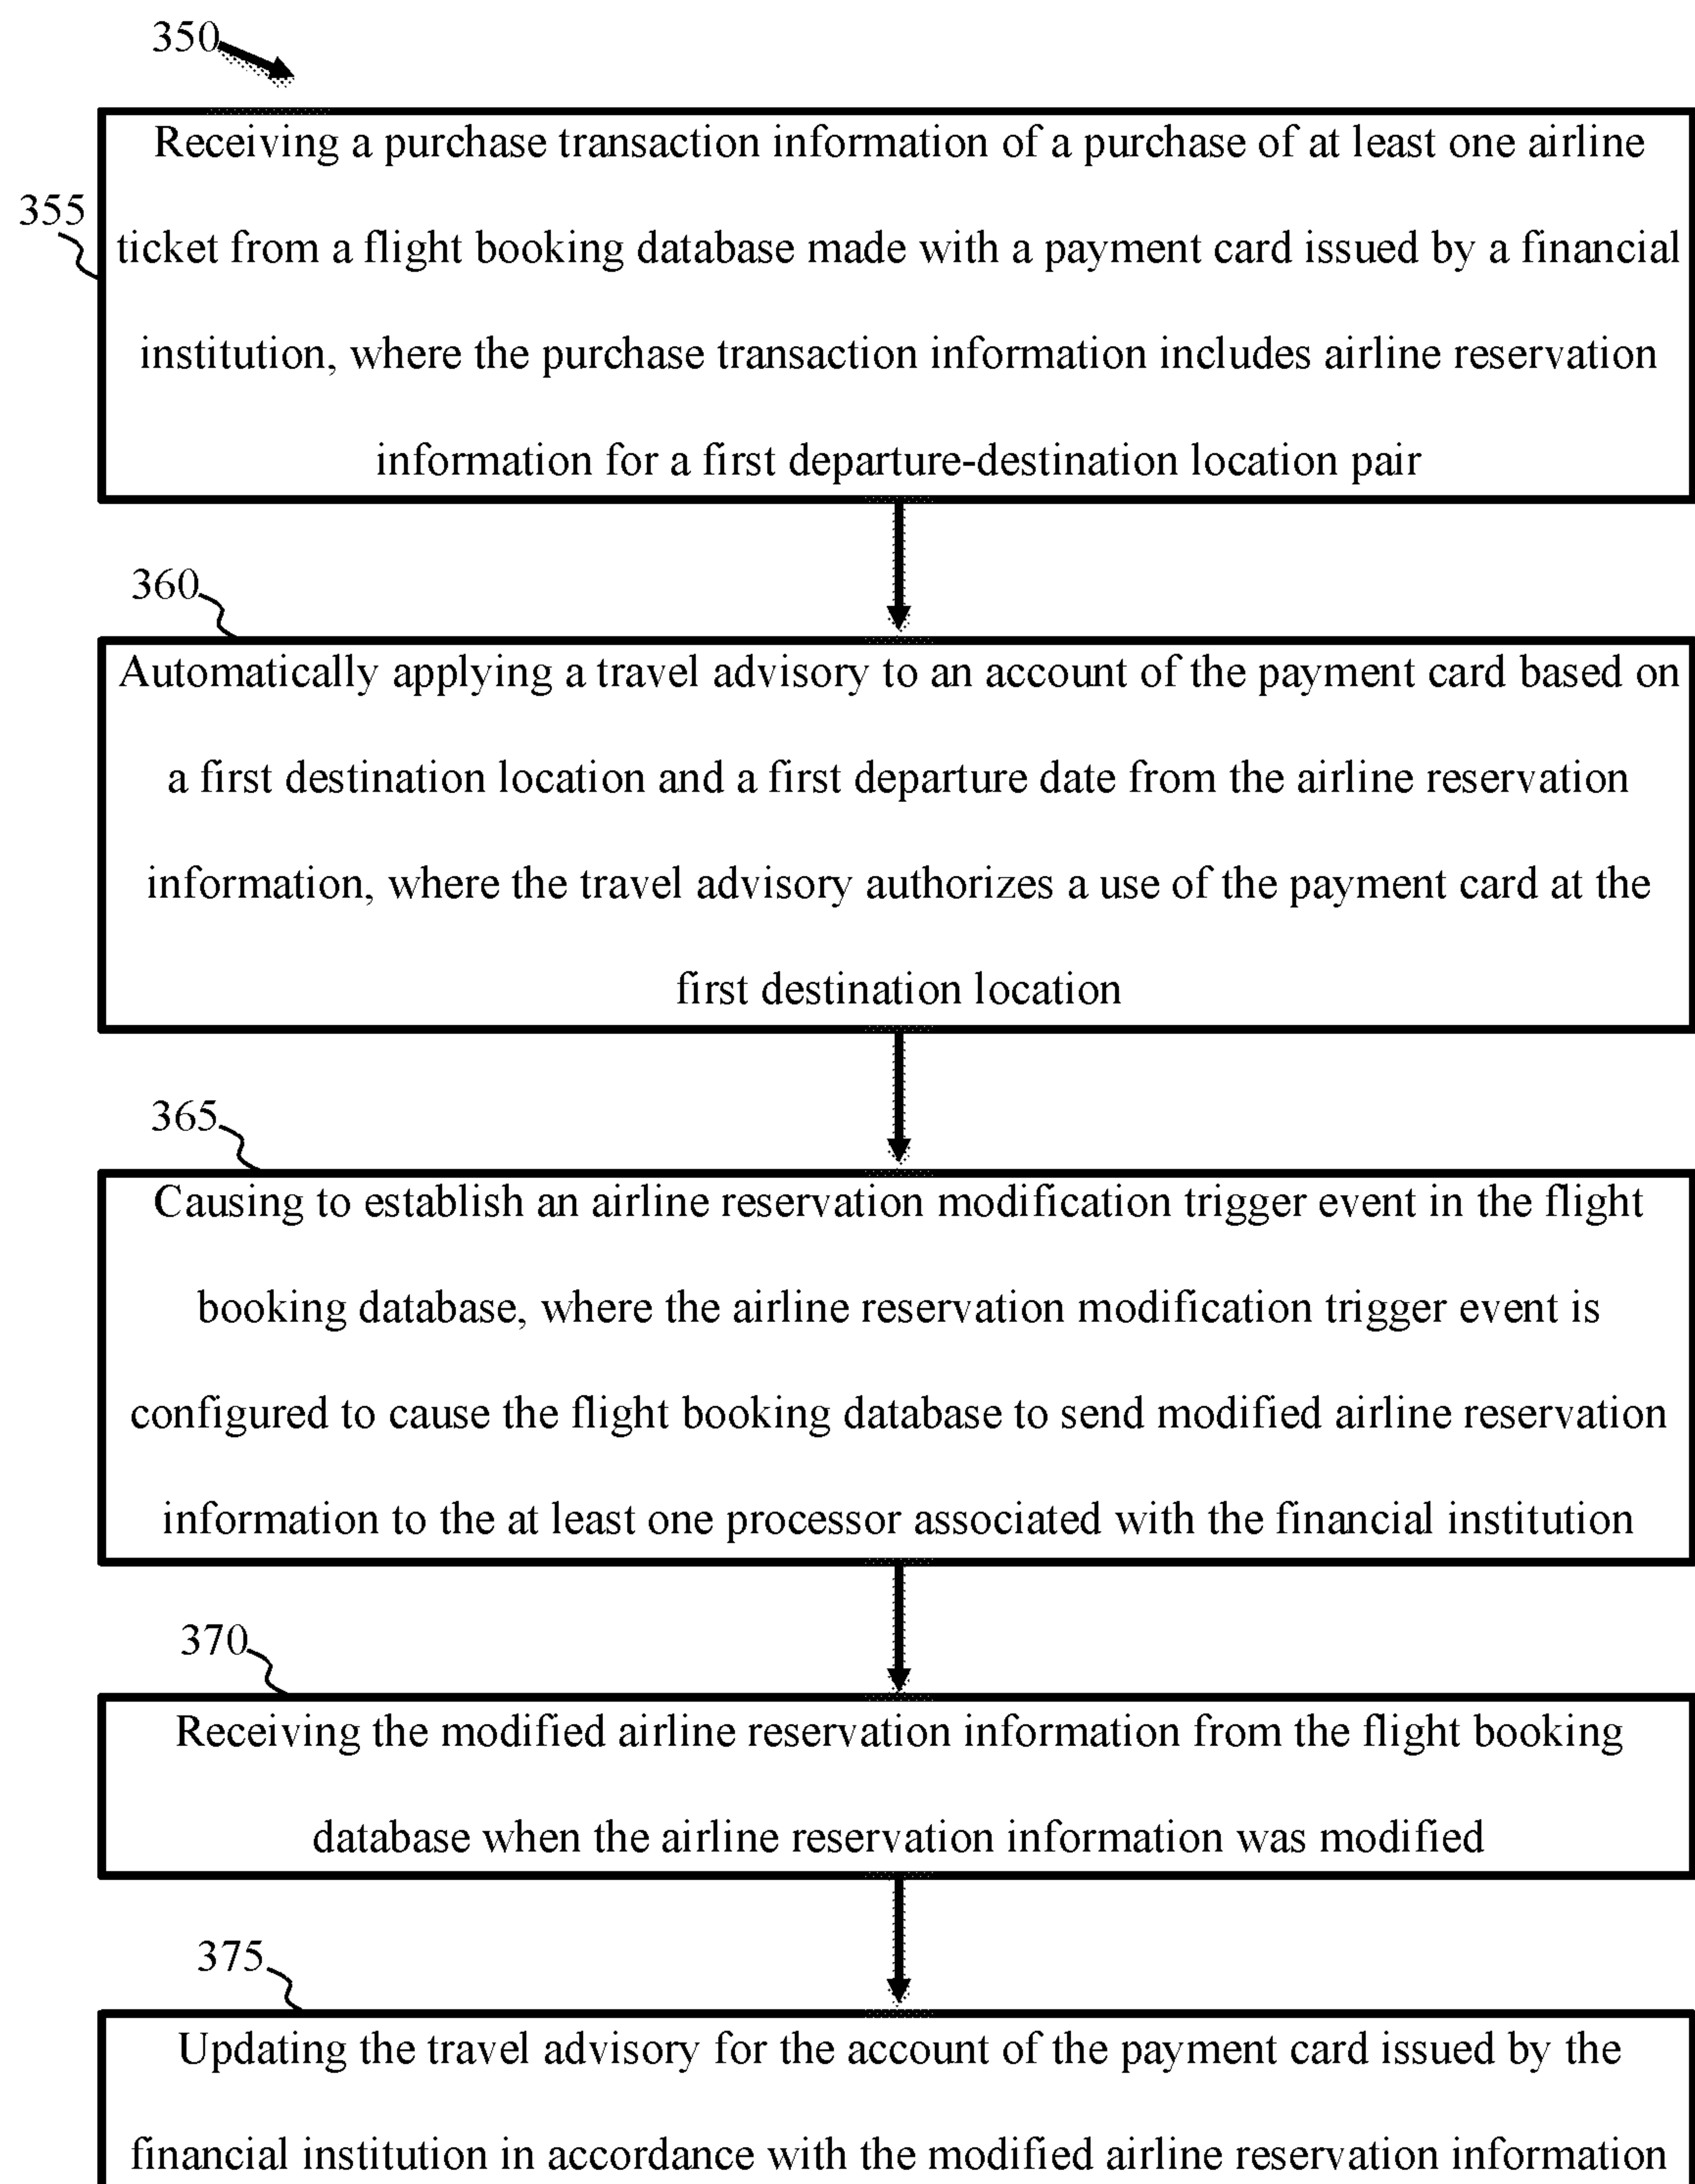 350
Receiving a purchase transaction information of a purchase of at least one airline
355
ticket from a flight booking database made with a payment card issued by a financial
institution, where the purchase transaction information includes airline reservation
information for a first departure-destination location pair
360
Automatically applying a travel advisory to an account of the payment card based on
a first destination location and a first departure date from the airline reservation
information, where the travel advisory authorizes a use of the payment card at the
first destination location
365
Causing to establish an airline reservation modification trigger event in the flight
booking database, where the airline reservation modification trigger event is
configured to cause the flight booking database to send modified airline reservation
information to the at least one processor associated with the financial institution
370
Receiving the modified airline reservation information from the flight booking
database when the airline reservation information was modified
375
Updating the travel advisory for the account of the payment card issued by the
financial institution in accordance with the modified airline reservation information